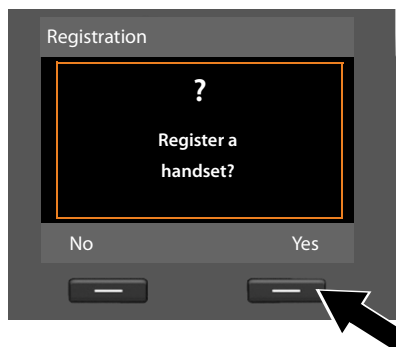 Registration
?
Register a
handset?
No Yes